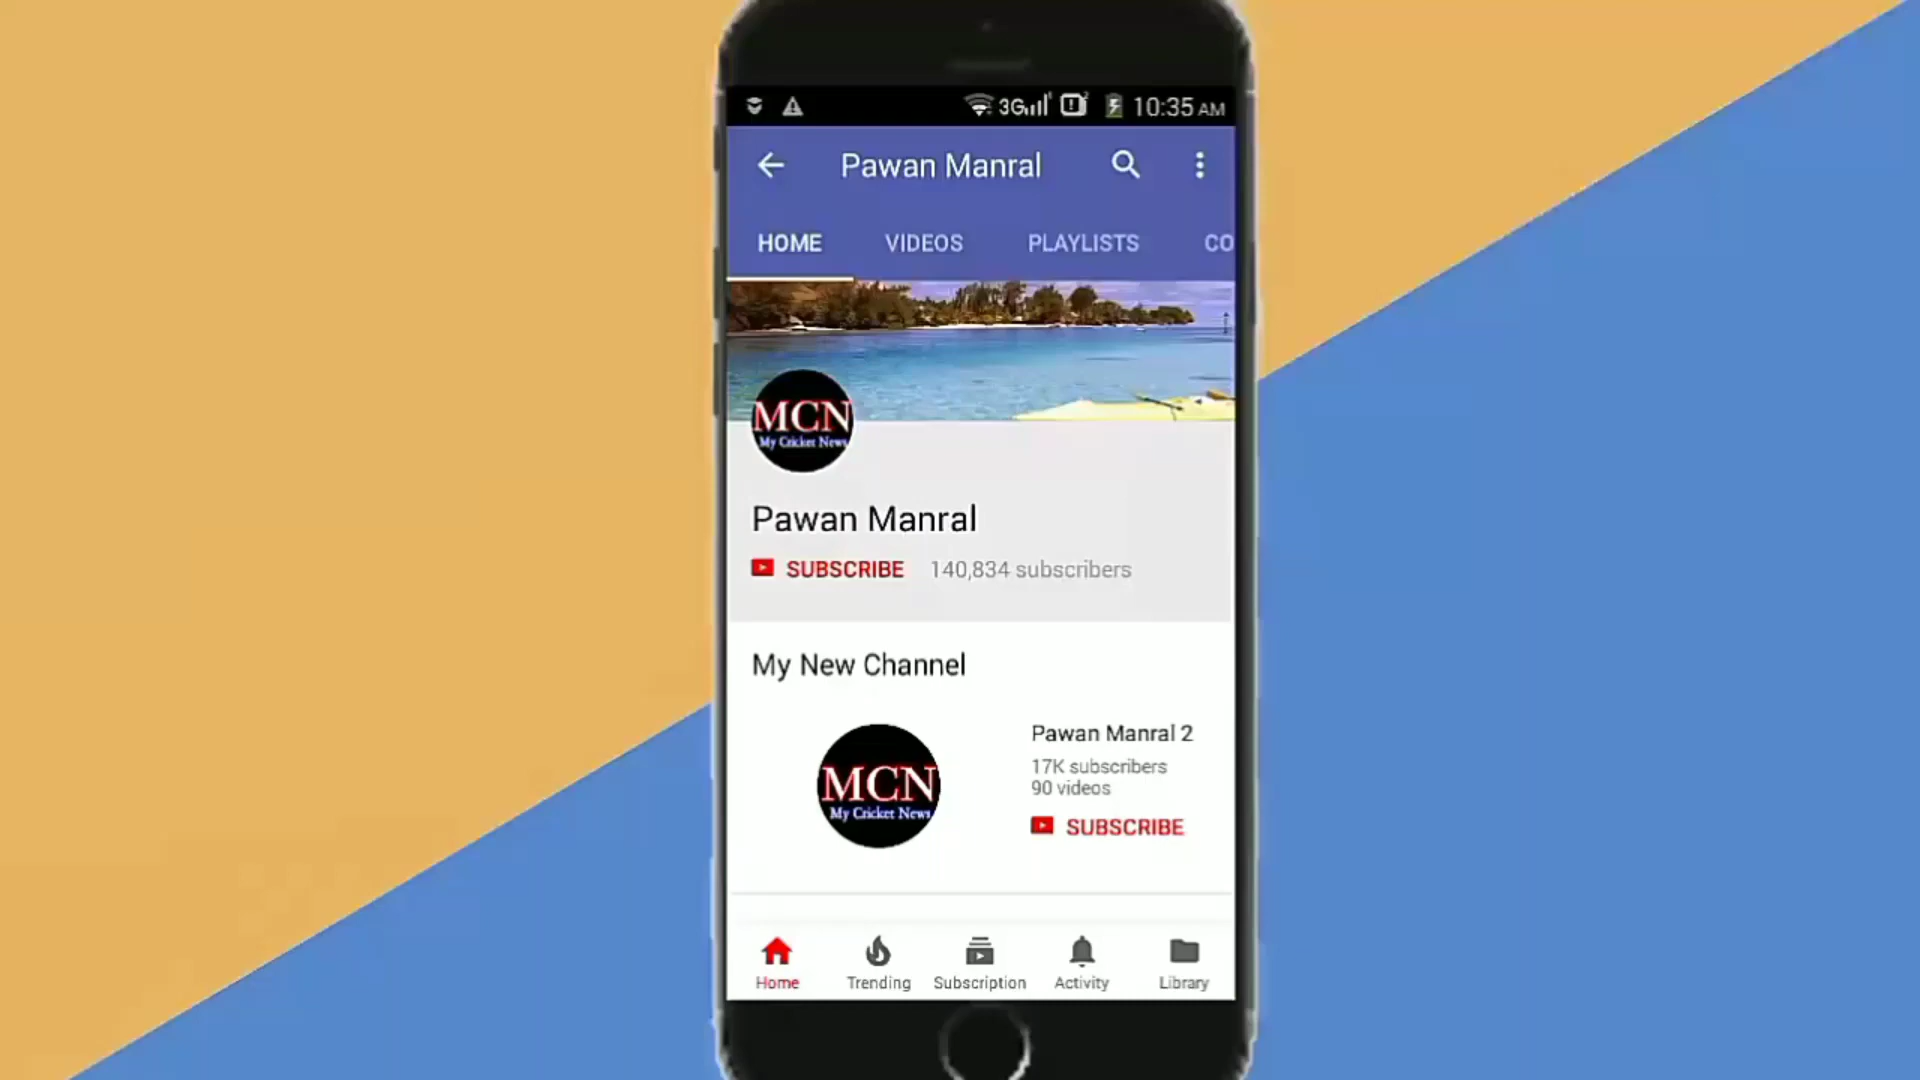 3G 10:35 AM
Pawan Manral
HOME VIDEOS PLAYLISTS CO
MCN
My Cricket News
Pawan Manral
SUBSCRIBE 140,834 subscribers
My New Channel
MCN
My Cricket News
Pawan Manral 2
17K subscribers
90 videos
SUBSCRIBE
Home Trending Subscription Activity Library